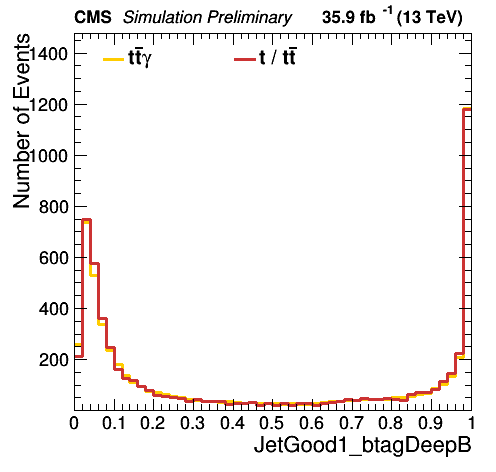 CMS Simulation Preliminary 35.9 fb⁻¹ (13 TeV)
tt̄γ t / tt̄
Number of Events
1400
1200
1000
800
600
400
200
0 0.1 0.2 0.3 0.4 0.5 0.6 0.7 0.8 0.9 1
JetGood1_btagDeepB